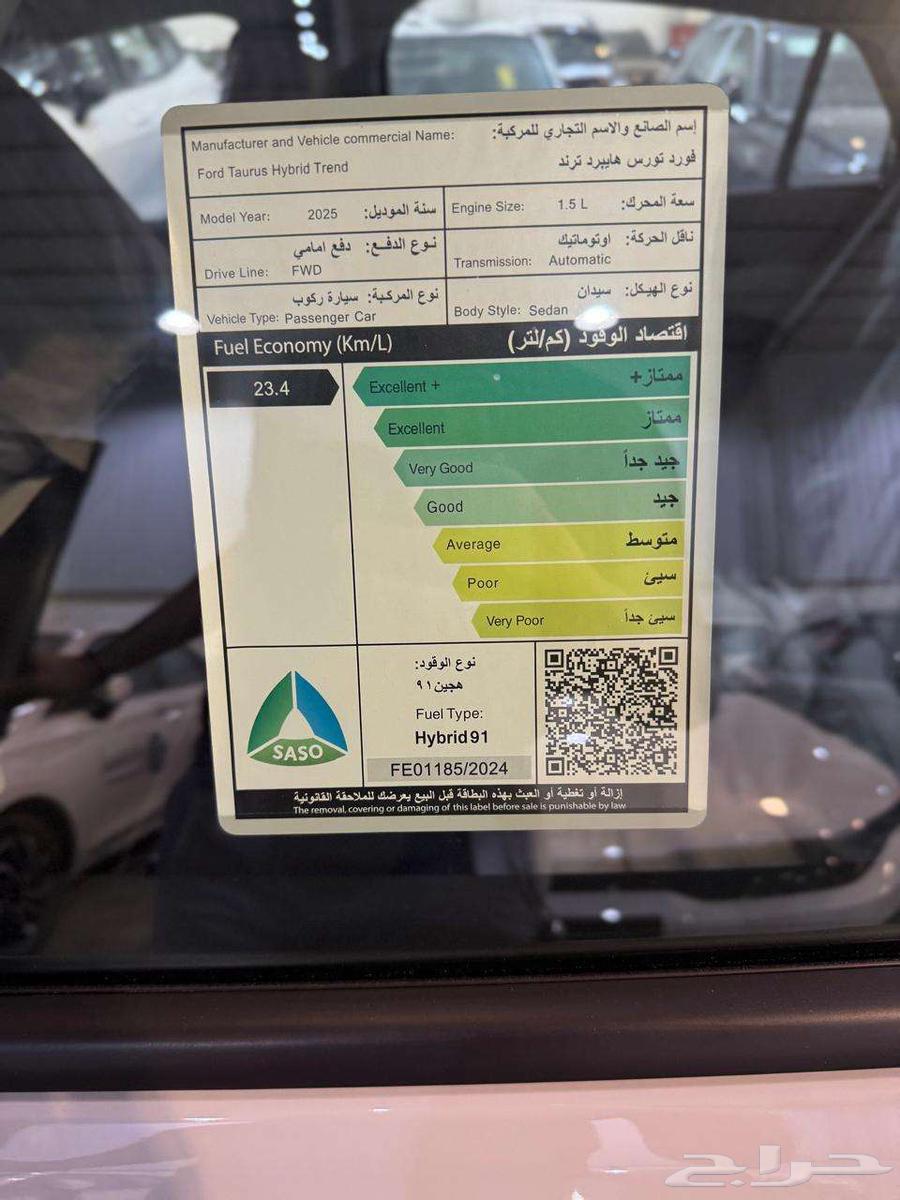 Manufacturer and Vehicle commercial Name: إسم الصانع والاسم التجاري للمركبة:
Ford Taurus Hybrid Trend فورد تورس هايبرد ترند
Model Year: 2025 سنة الموديل:
Engine Size: 1.5 L سعة المحرك:
نوع الدفع: دفع امامي
Drive Line: FWD
ناقل الحركة: اوتوماتيك
Transmission: Automatic
نوع المركبة: سيارة ركوب
Vehicle Type: Passenger Car
نوع الهيكل: سيدان
Body Style: Sedan
Fuel Economy (Km/L) اقتصاد الوقود (كم/لتر)
23.4
Excellent + ممتاز+
Excellent ممتاز
Very Good جيد جداً
Good جيد
Average متوسط
Poor سيئ
Very Poor سيئ جداً
SASO
نوع الوقود:
هجين ٩١
Fuel Type:
Hybrid 91
FE01185/2024
إزالة أو تغطية أو العبث بهذه البطاقة قبل البيع يعرضك للملاحقة القانونية
The removal, covering or damaging of this label before sale is punishable by law
حراج